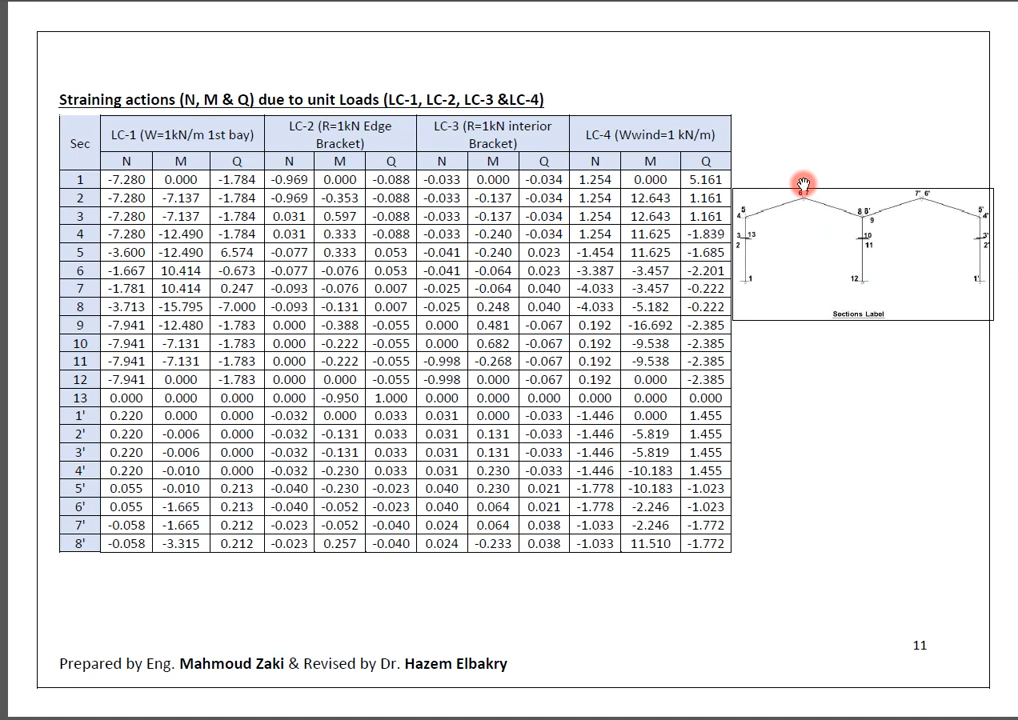 Straining actions (N, M & Q) due to unit Loads (LC-1, LC-2, LC-3 &LC-4)
Sec LC-1 (W=1kN/m 1st bay) LC-2 (R=1kN Edge Bracket) LC-3 (R=1kN interior Bracket) LC-4 (Wwind=1 kN/m)
N M Q N M Q N M Q N M Q
1 -7.280 0.000 -1.784 -0.969 0.000 -0.088 -0.033 0.000 -0.034 1.254 0.000 5.161
2 -7.280 -7.137 -1.784 -0.969 -0.353 -0.088 -0.033 -0.137 -0.034 1.254 12.643 1.161
3 -7.280 -7.137 -1.784 0.031 0.597 -0.088 -0.033 -0.137 -0.034 1.254 12.643 1.161
4 -7.280 -12.490 -1.784 0.031 0.333 -0.088 -0.033 -0.240 -0.034 1.254 11.625 -1.839
5 -3.600 -12.490 6.574 -0.077 0.333 0.053 -0.041 -0.240 0.023 -1.454 11.625 -1.685
6 -1.667 10.414 -0.673 -0.077 -0.076 0.053 -0.041 -0.064 0.023 -3.387 -3.457 -2.201
7 -1.781 10.414 0.247 -0.093 -0.076 0.007 -0.025 -0.064 0.040 -4.033 -3.457 -0.222
8 -3.713 -15.795 -7.000 -0.093 -0.131 0.007 -0.025 0.248 0.040 -4.033 -5.182 -0.222
9 -7.941 -12.480 -1.783 0.000 -0.388 -0.055 0.000 0.481 -0.067 0.192 -16.692 -2.385
10 -7.941 -7.131 -1.783 0.000 -0.222 -0.055 0.000 0.682 -0.067 0.192 -9.538 -2.385
11 -7.941 -7.131 -1.783 0.000 -0.222 -0.055 -0.998 -0.268 -0.067 0.192 -9.538 -2.385
12 -7.941 0.000 -1.783 0.000 0.000 -0.055 -0.998 0.000 -0.067 0.192 0.000 -2.385
13 0.000 0.000 0.000 0.000 -0.950 1.000 0.000 0.000 0.000 0.000 0.000 0.000
1' 0.220 0.000 0.000 -0.032 0.000 0.033 0.031 0.000 -0.033 -1.446 0.000 1.455
2' 0.220 -0.006 0.000 -0.032 -0.131 0.033 0.031 0.131 -0.033 -1.446 -5.819 1.455
3' 0.220 -0.006 0.000 -0.032 -0.131 0.033 0.031 0.131 -0.033 -1.446 -5.819 1.455
4' 0.220 -0.010 0.000 -0.032 -0.230 0.033 0.031 0.230 -0.033 -1.446 -10.183 1.455
5' 0.055 -0.010 0.213 -0.040 -0.230 -0.023 0.040 0.230 0.021 -1.778 -10.183 -1.023
6' 0.055 -1.665 0.213 -0.040 -0.052 -0.023 0.040 0.064 0.021 -1.778 -2.246 -1.023
7' -0.058 -1.665 0.212 -0.023 -0.052 -0.040 0.024 0.064 0.038 -1.033 -2.246 -1.772
8' -0.058 -3.315 0.212 -0.023 0.257 -0.040 0.024 -0.233 0.038 -1.033 11.510 -1.772
7' 6'
5 8 8' 5'
4 9 4'
3 13 10 3'
2 11 2'
1 12 1'
Sections Label
11
Prepared by Eng. Mahmoud Zaki & Revised by Dr. Hazem Elbakry